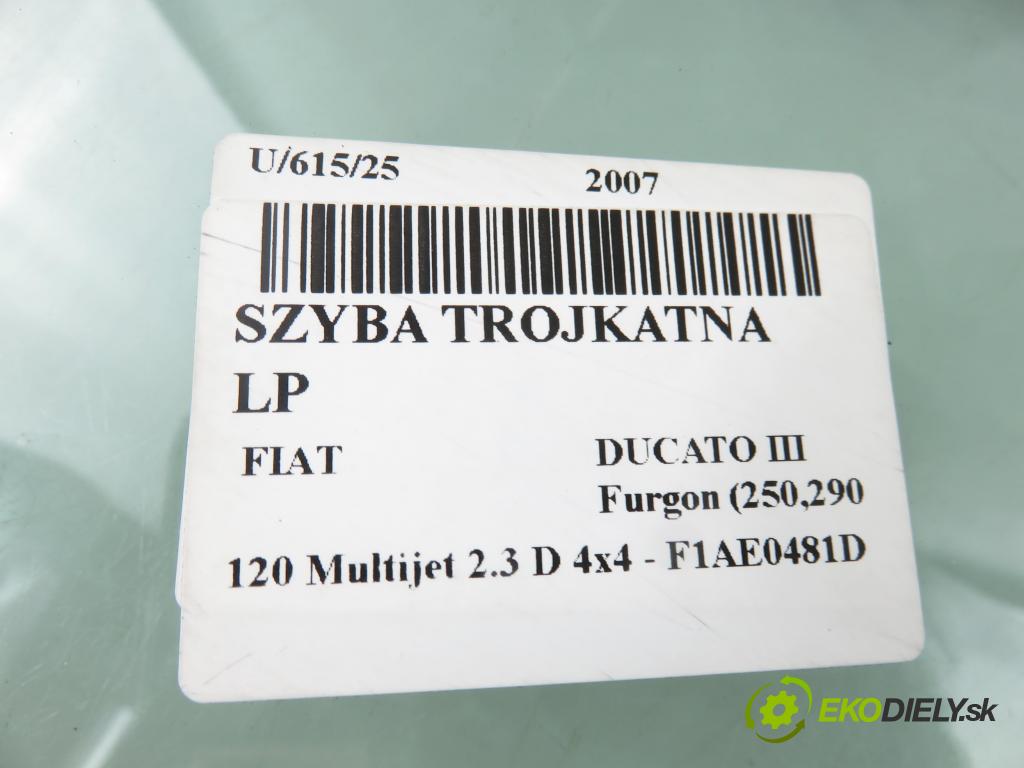 U/615/25 2007
SZYBA TROJKATNA
LP
FIAT DUCATO III
Furgon (250,290
120 Multijet 2.3 D 4x4 - F1AE0481D
EKODIELY.sk